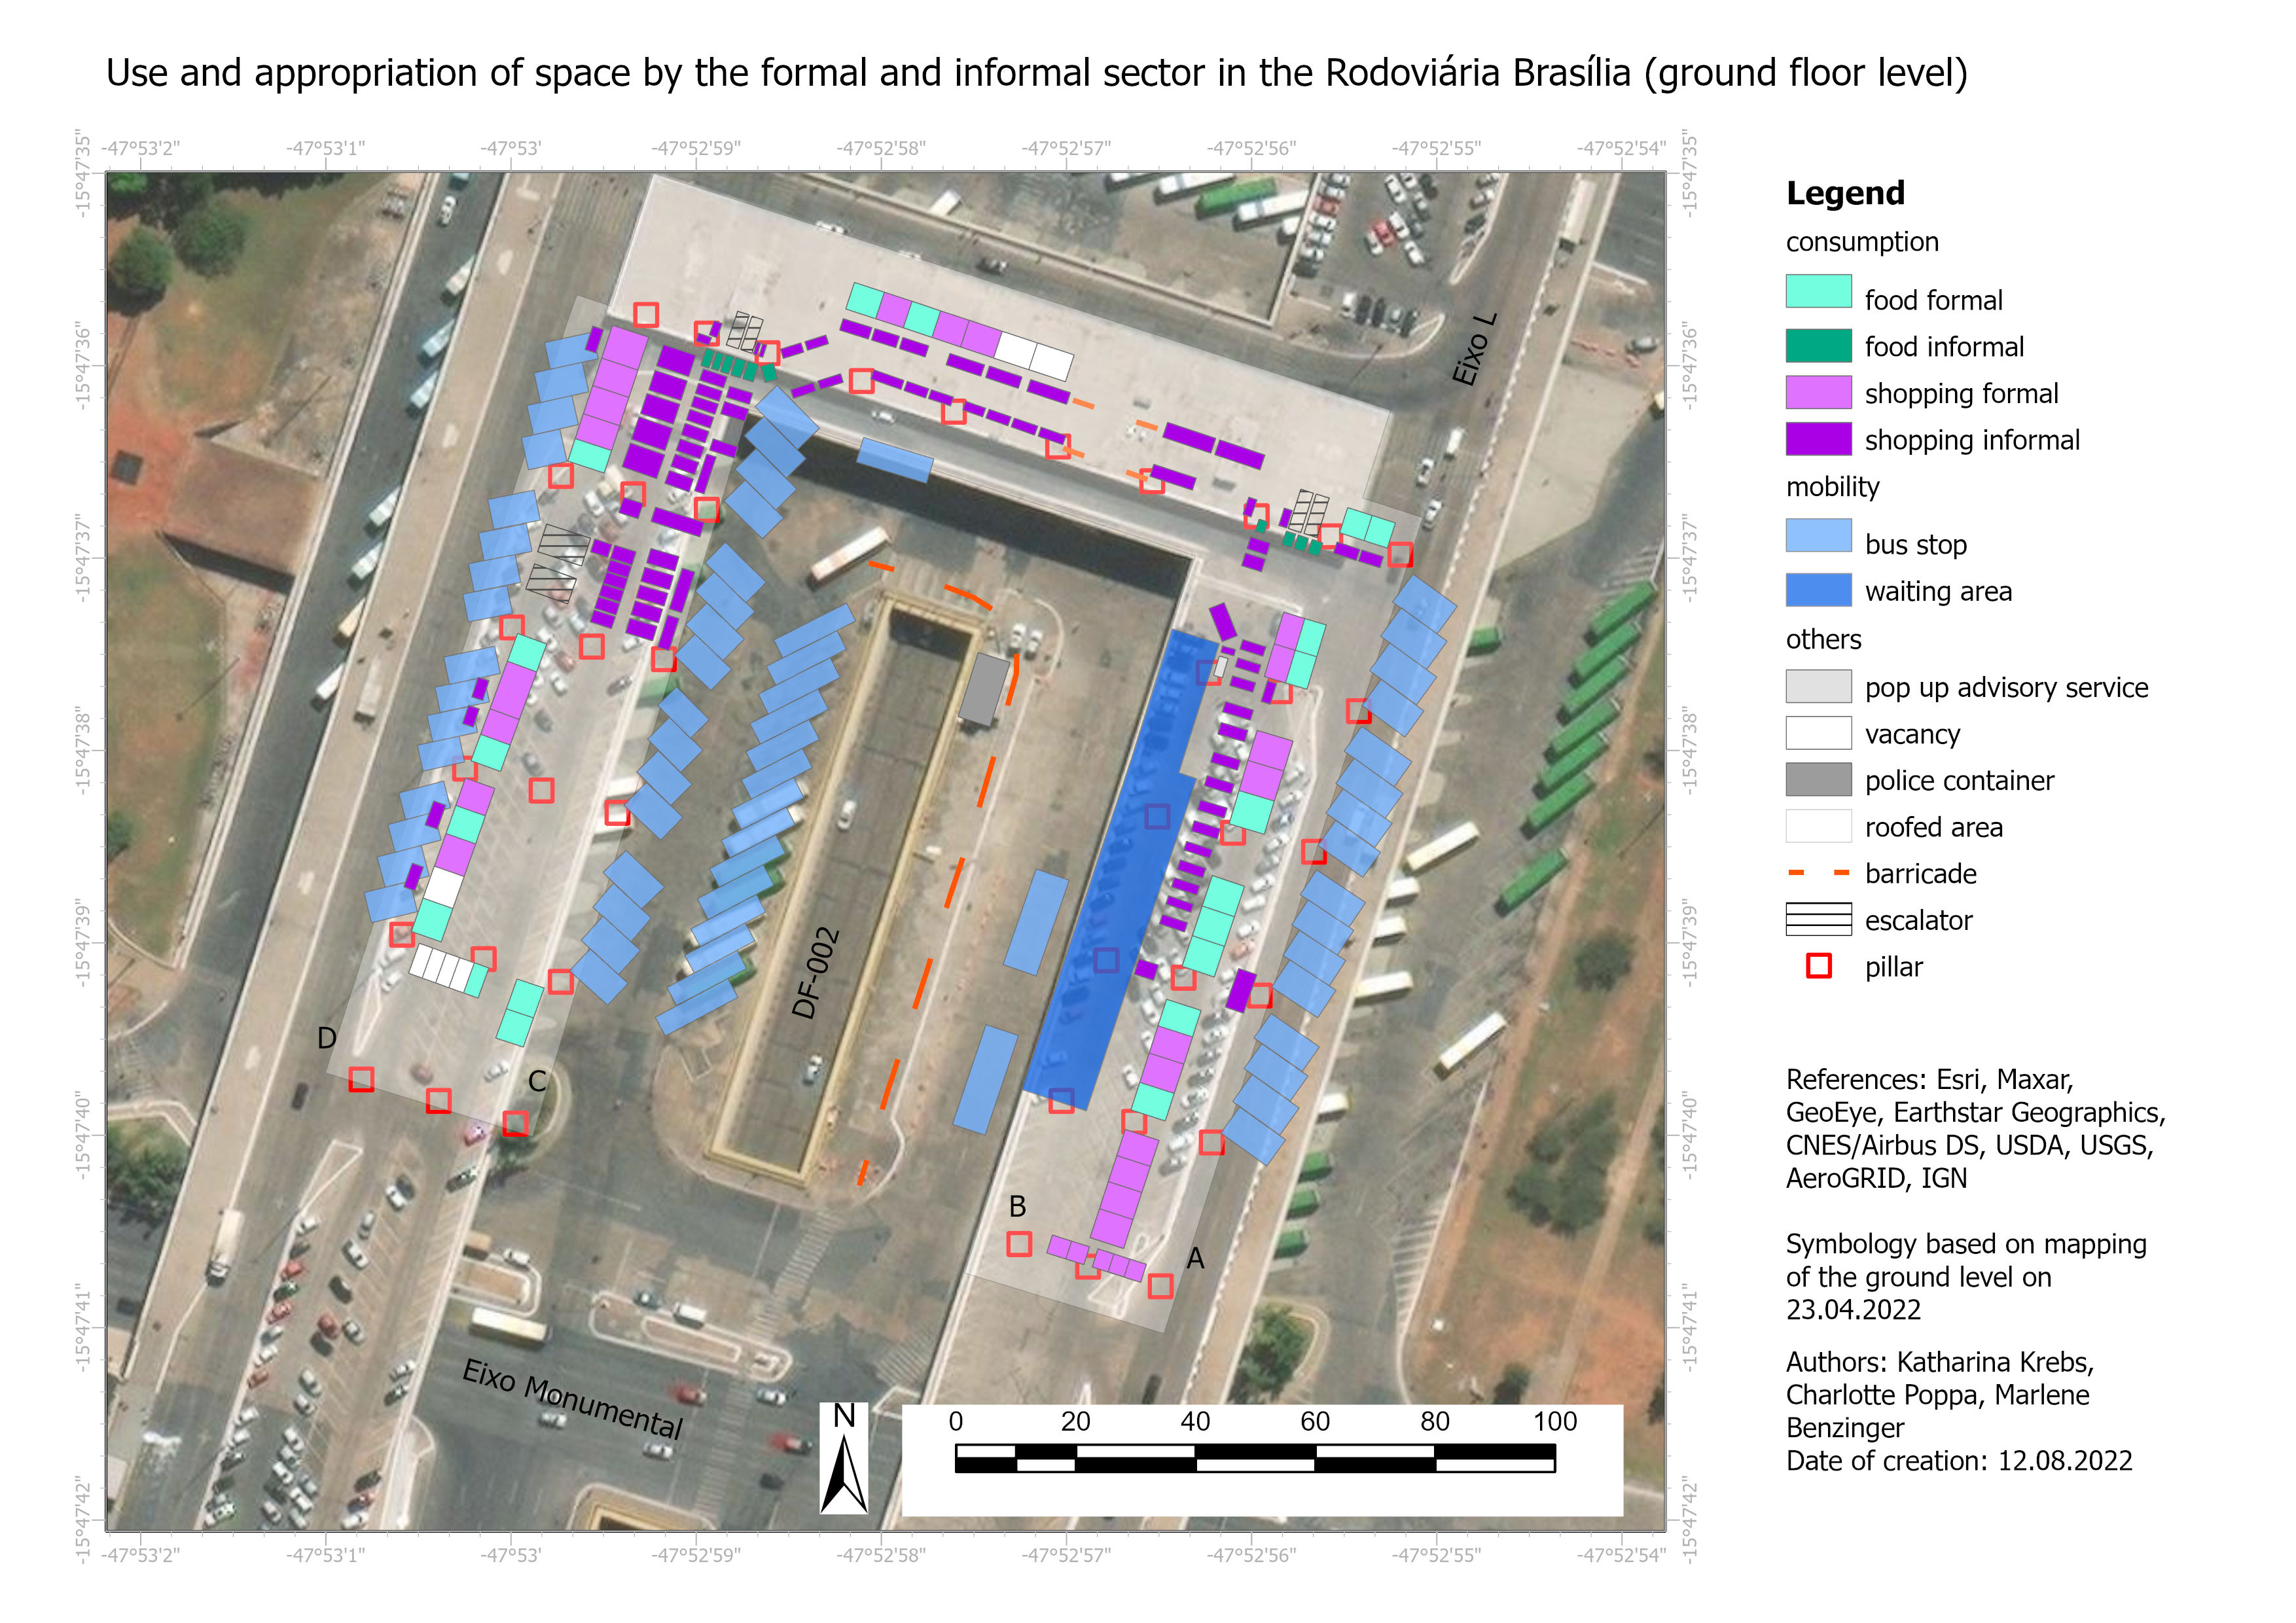 Use and appropriation of space by the formal and informal sector in the Rodoviária Brasília (ground floor level)
-47°53'2" -47°53'1" -47°53' -47°52'59" -47°52'58" -47°52'57" -47°52'56" -47°52'55" -47°52'54"
-15°47'35" -15°47'35"
-15°47'36" -15°47'36"
-15°47'37" -15°47'37"
-15°47'38" -15°47'38"
-15°47'39" -15°47'39"
-15°47'40" -15°47'40"
-15°47'41" -15°47'41"
-15°47'42" -15°47'42"
Eixo L
DF-002
D
C
B
A
Eixo Monumental
N
0 20 40 60 80 100
-47°53'2" -47°53'1" -47°53' -47°52'59" -47°52'58" -47°52'57" -47°52'56" -47°52'55" -47°52'54"
Legend
consumption
food formal
food informal
shopping formal
shopping informal
mobility
bus stop
waiting area
others
pop up advisory service
vacancy
police container
roofed area
barricade
escalator
pillar
References: Esri, Maxar,
GeoEye, Earthstar Geographics,
CNES/Airbus DS, USDA, USGS,
AeroGRID, IGN
Symbology based on mapping
of the ground level on
23.04.2022
Authors: Katharina Krebs,
Charlotte Poppa, Marlene
Benzinger
Date of creation: 12.08.2022